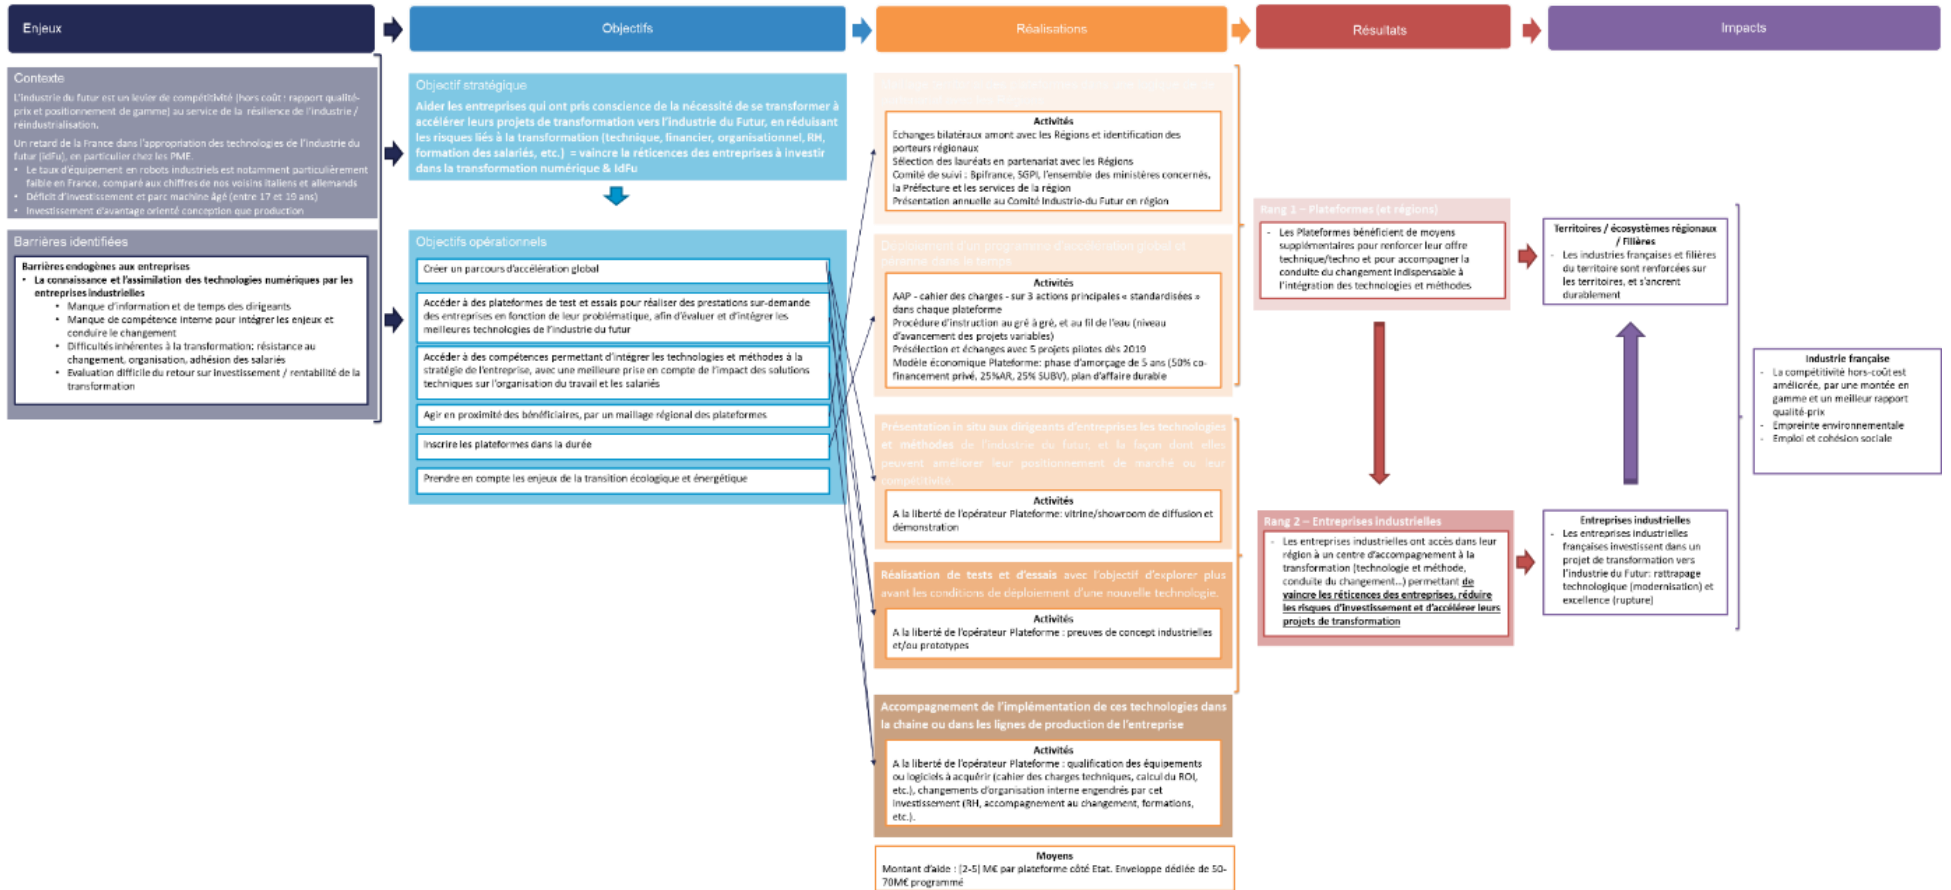 Enjeux
Objectifs
Réalisations
Résultats
Impacts
Contexte
L'industrie du futur est un levier de compétitivité (hors coût : rapport qualité-
prix et positionnement de gamme) au service de la résilience de l'industrie /
réindustrialisation.
Un retard de la France dans l'appropriation des technologies de l'industrie du
futur (IdFu), en particulier chez les PME.
• Le taux d'équipement en robots industriels est notamment particulièrement
faible en France, comparé aux chiffres de nos voisins italiens et allemands
• Déficit d'investissement et parc machine âgé (entre 17 et 19 ans)
• Investissement d'avantage orienté conception que production
Barrières identifiées
Barrières endogènes aux entreprises
• La connaissance et l'assimilation des technologies numériques par les
entreprises industrielles
• Manque d'information et de temps des dirigeants
• Manque de compétence interne pour intégrer les enjeux et
conduire le changement
• Difficultés inhérentes à la transformation: résistance au
changement, organisation, adhésion des salariés
• Evaluation difficile du retour sur investissement / rentabilité de la
transformation
Objectif stratégique
Aider les entreprises qui ont pris conscience de la nécessité de se transformer à
accélérer leurs projets de transformation vers l'Industrie du Futur, en réduisant
les risques liés à la transformation (technique, financier, organisationnel, RH,
formation des salariés, etc.) = vaincre la réticences des entreprises à investir
dans la transformation numérique & IdFu
Objectifs opérationnels
Créer un parcours d'accélération global
Accéder à des plateformes de test et essais pour réaliser des prestations sur-demande
des entreprises en fonction de leur problématique, afin d'évaluer et d'intégrer les
meilleures technologies de l'industrie du futur
Accéder à des compétences permettant d'intégrer les technologies et méthodes à la
stratégie de l'entreprise, avec une meilleure prise en compte de l'impact des solutions
techniques sur l'organisation du travail et les salariés
Agir en proximité des bénéficiaires, par un maillage régional des plateformes
Inscrire les plateformes dans la durée
Prendre en compte les enjeux de la transition écologique et énergétique
Activités
Echanges bilatéraux amont avec les Régions et identification des
porteurs régionaux
Sélection des lauréats en partenariat avec les Régions
Comité de suivi : Bpifrance, SGPI, l'ensemble des ministères concernés,
la Préfecture et les services de la région
Présentation annuelle au Comité Industrie-du Futur en région
Déploiement d'un programme d'accélération global et
pérenne dans le temps
Activités
AAP - cahier des charges - sur 3 actions principales « standardisées »
dans chaque plateforme
Procédure d'instruction au gré à gré, et au fil de l'eau (niveau
d'avancement des projets variables)
Présélection et échanges avec 5 projets pilotes dès 2019
Modèle économique Plateforme: phase d'amorçage de 5 ans (50% co-
financement privé, 25%AR, 25% SUBV), plan d'affaire durable
Présentation in situ aux dirigeants d'entreprises les technologies
et méthodes de l'industrie du futur, et la façon dont elles
peuvent améliorer leur positionnement de marché ou leur
compétitivité.
Activités
A la liberté de l'opérateur Plateforme: vitrine/showroom de diffusion et
démonstration
Réalisation de tests et d'essais avec l'objectif d'explorer plus
avant les conditions de déploiement d'une nouvelle technologie.
Activités
A la liberté de l'opérateur Plateforme : preuves de concept industrielles
et/ou prototypes
Accompagnement de l'implémentation de ces technologies dans
la chaine ou dans les lignes de production de l'entreprise
Activités
A la liberté de l'opérateur Plateforme : qualification des équipements
ou logiciels à acquérir (cahier des charges techniques, calcul du ROI,
etc.), changements d'organisation interne engendrés par cet
investissement (RH, accompagnement au changement, formations,
etc.).
Moyens
Montant d'aide : [2-5] M€ par plateforme côté Etat. Enveloppe dédiée de 50-
70M€ programmé
Rang 1 – Plateformes (et régions)
- Les Plateformes bénéficient de moyens
supplémentaires pour renforcer leur offre
technique/techno et pour accompagner la
conduite du changement indispensable à
l'intégration des technologies et méthodes
Rang 2 – Entreprises industrielles
- Les entreprises industrielles ont accès dans leur
région à un centre d'accompagnement à la
transformation (technologie et méthode,
conduite du changement...) permettant de
vaincre les réticences des entreprises, réduire
les risques d'investissement et d'accélérer leurs
projets de transformation
Territoires / écosystèmes régionaux
/ Filières
- Les industries françaises et filières
du territoire sont renforcées sur
les territoires, et s'ancrent
durablement
Entreprises industrielles
- Les entreprises industrielles
françaises investissent dans un
projet de transformation vers
l'industrie du Futur: rattrapage
technologique (modernisation) et
excellence (rupture)
Industrie française
- La compétitivité hors-coût est
améliorée, par une montée en
gamme et un meilleur rapport
qualité-prix
- Empreinte environnementale
- Emploi et cohésion sociale